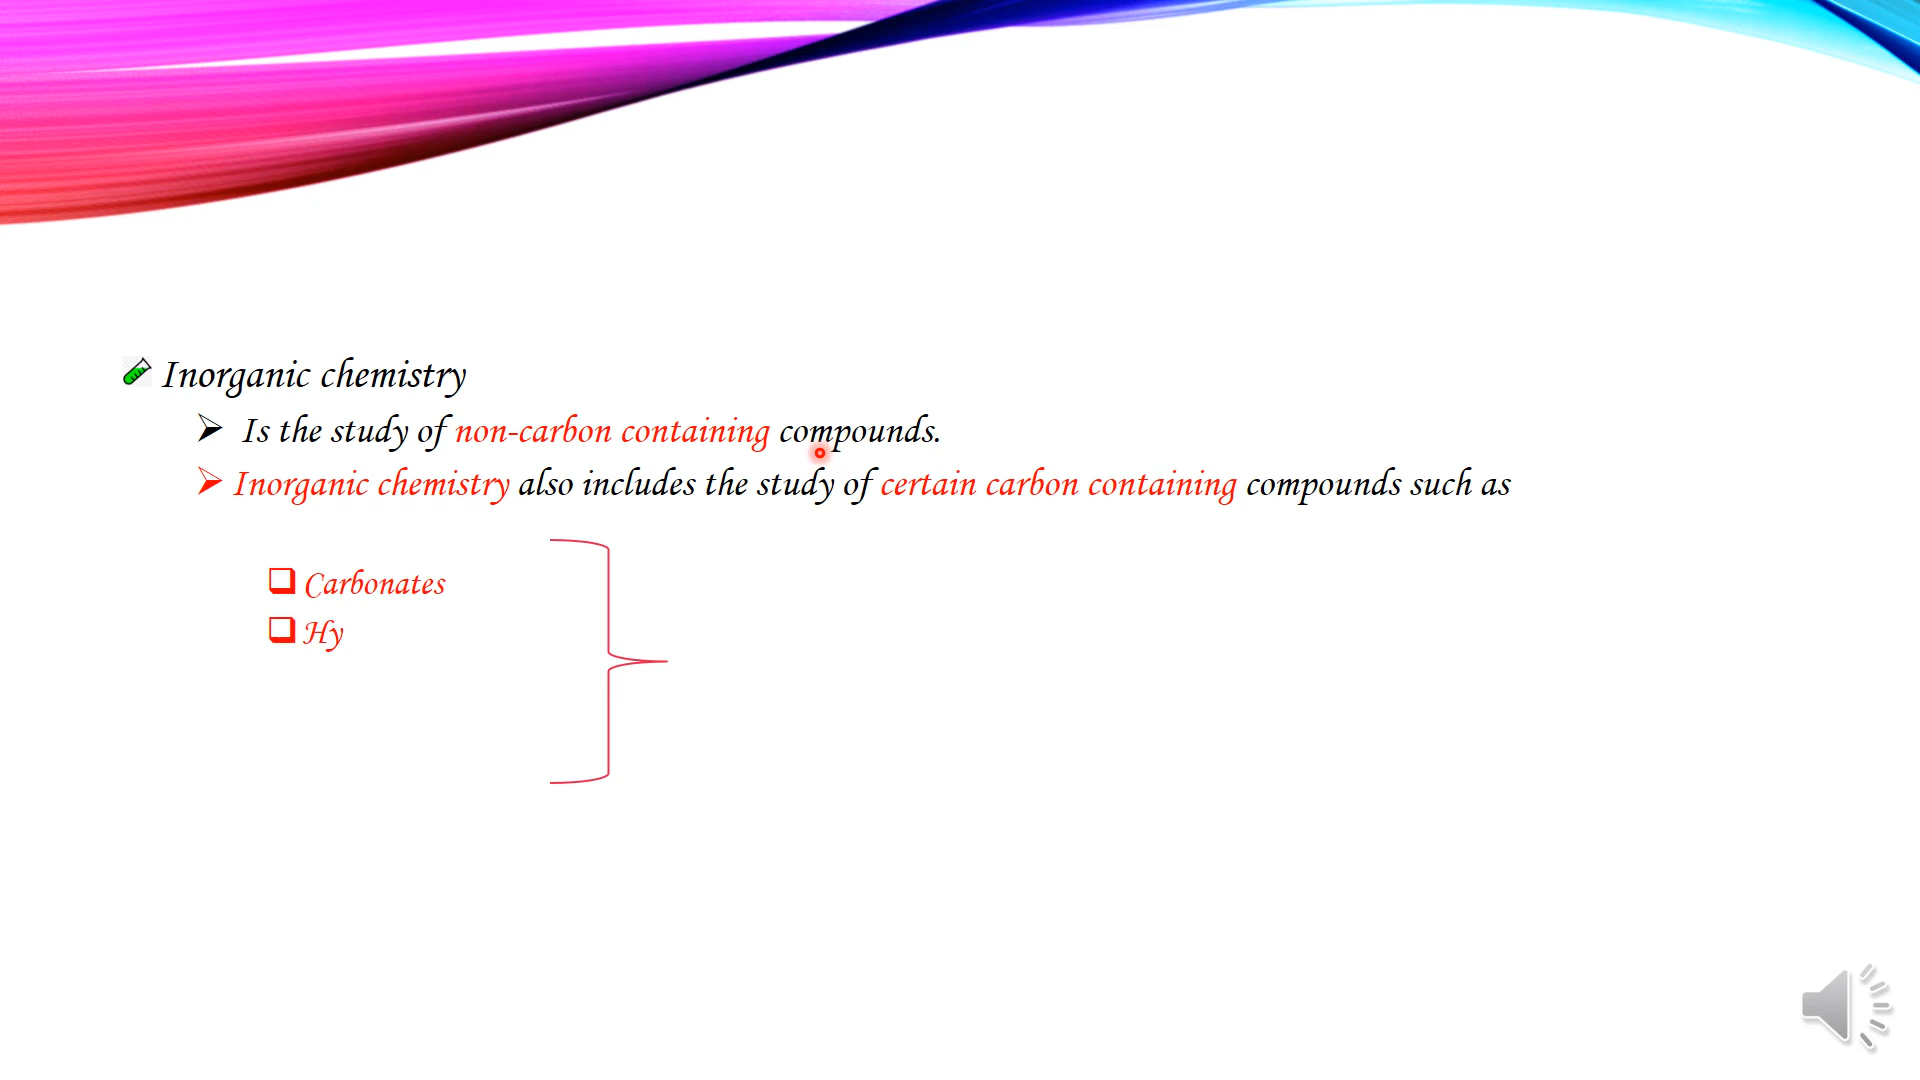 Inorganic chemistry
Is the study of non-carbon containing compounds.
Inorganic chemistry also includes the study of certain carbon containing compounds such as
Carbonates
Hy